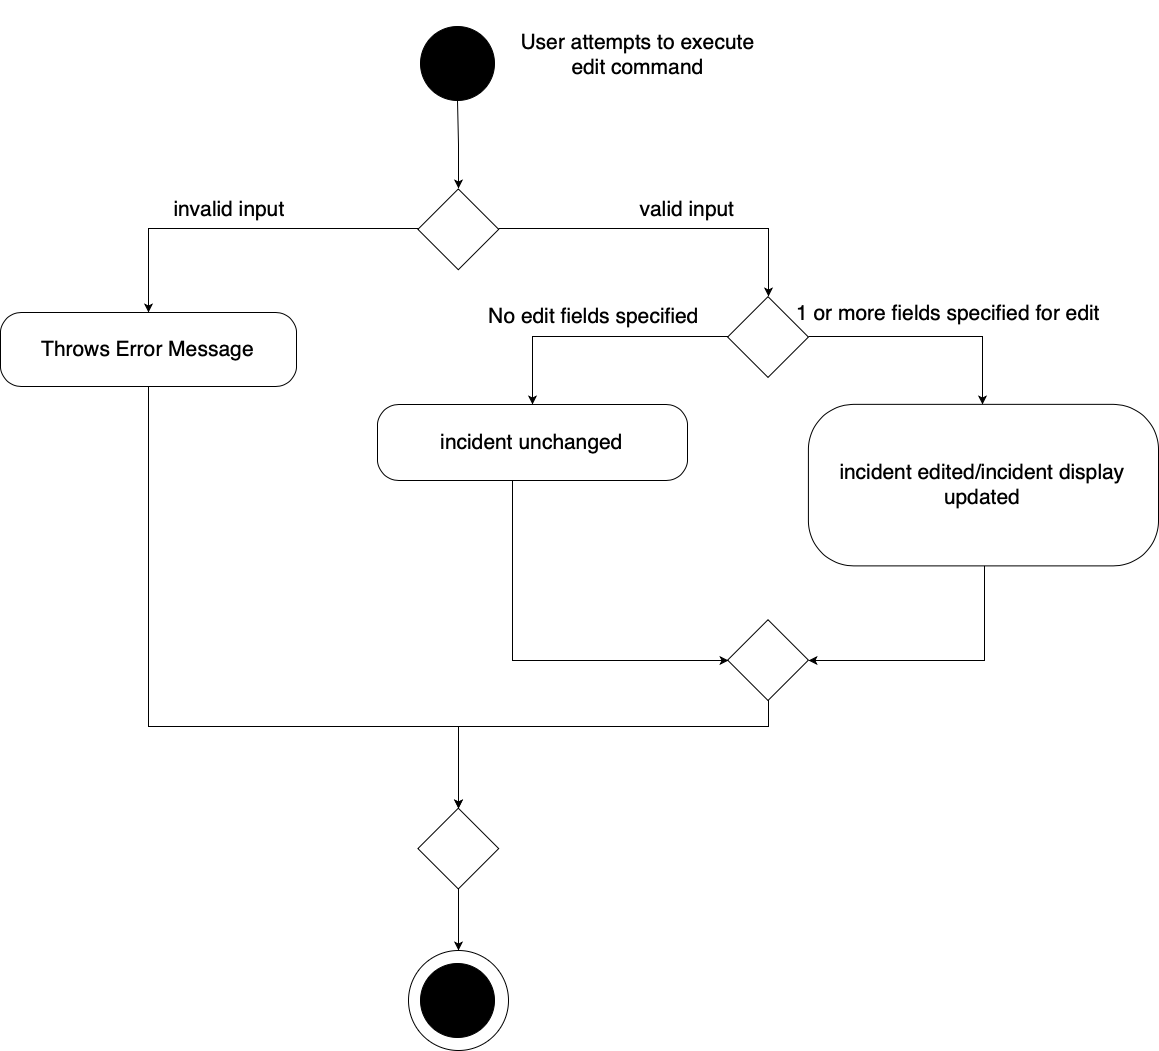 User attempts to execute
edit command
invalid input
valid input
No edit fields specified
1 or more fields specified for edit
Throws Error Message
incident unchanged
incident edited/incident display
updated